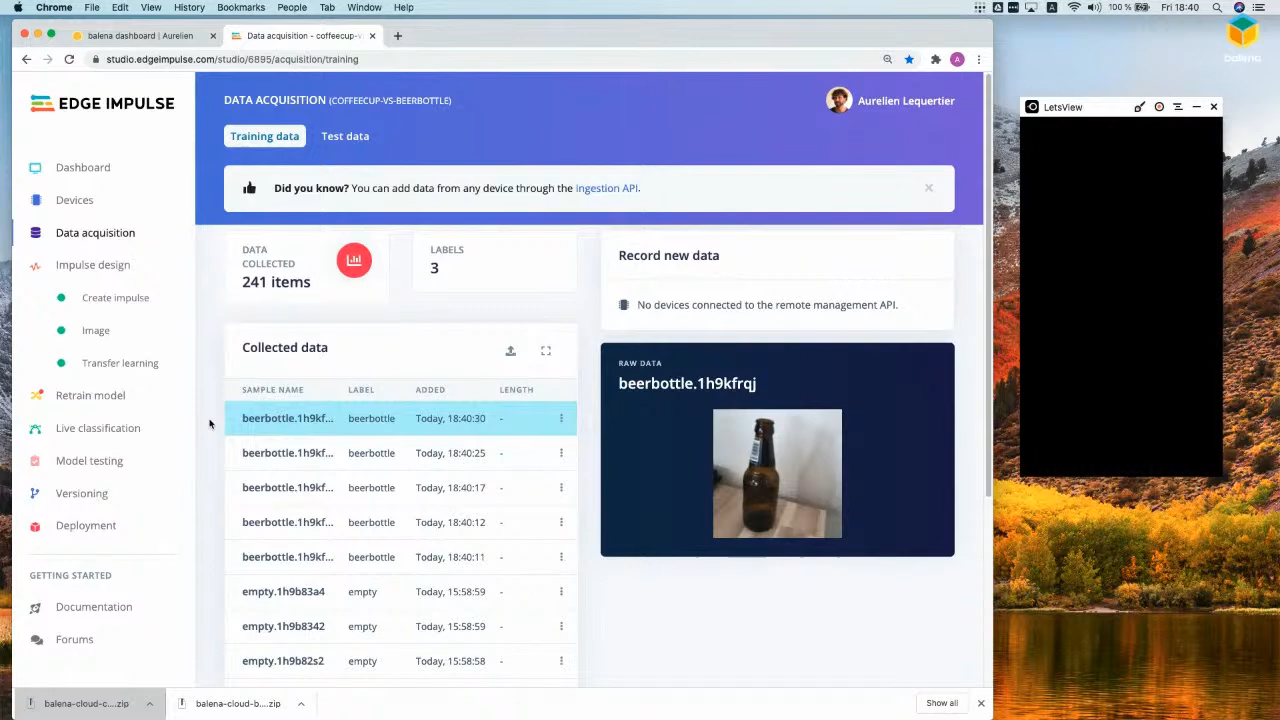 Chrome File Edit View History Bookmarks People Tab Window Help
100 % Fri 18:40
balena dashboard | Aurelien
Data acquisition - coffeecup-v
studio.edgeimpulse.com/studio/6895/acquisition/training
A
balena
EDGE IMPULSE
Dashboard
Devices
Data acquisition
Impulse design
Create impulse
Image
Transfer learning
Retrain model
Live classification
Model testing
Versioning
Deployment
GETTING STARTED
Documentation
Forums
DATA ACQUISITION (COFFEECUP-VS-BEERBOTTLE)
Aurelien Lequertier
Training data Test data
Did you know? You can add data from any device through the ingestion API.
DATA
COLLECTED
241 items
LABELS
3
Collected data
SAMPLE NAME LABEL ADDED LENGTH
beerbottle.1h9kf... beerbottle Today, 18:40:30 -
beerbottle.1h9kf... beerbottle Today, 18:40:25 -
beerbottle.1h9kf... beerbottle Today, 18:40:17 -
beerbottle.1h9kf... beerbottle Today, 18:40:12 -
beerbottle.1h9kf... beerbottle Today, 18:40:11 -
empty.1h9b83a4 empty Today, 15:58:59 -
empty.1h9b8342 empty Today, 15:58:59 -
empty.1h9b82s2 empty Today, 15:58:58 -
Record new data
No devices connected to the remote management API.
RAW DATA
beerbottle.1h9kfrqj
LetsView
balena-cloud-c....zip
balena-cloud-b....zip
Show all